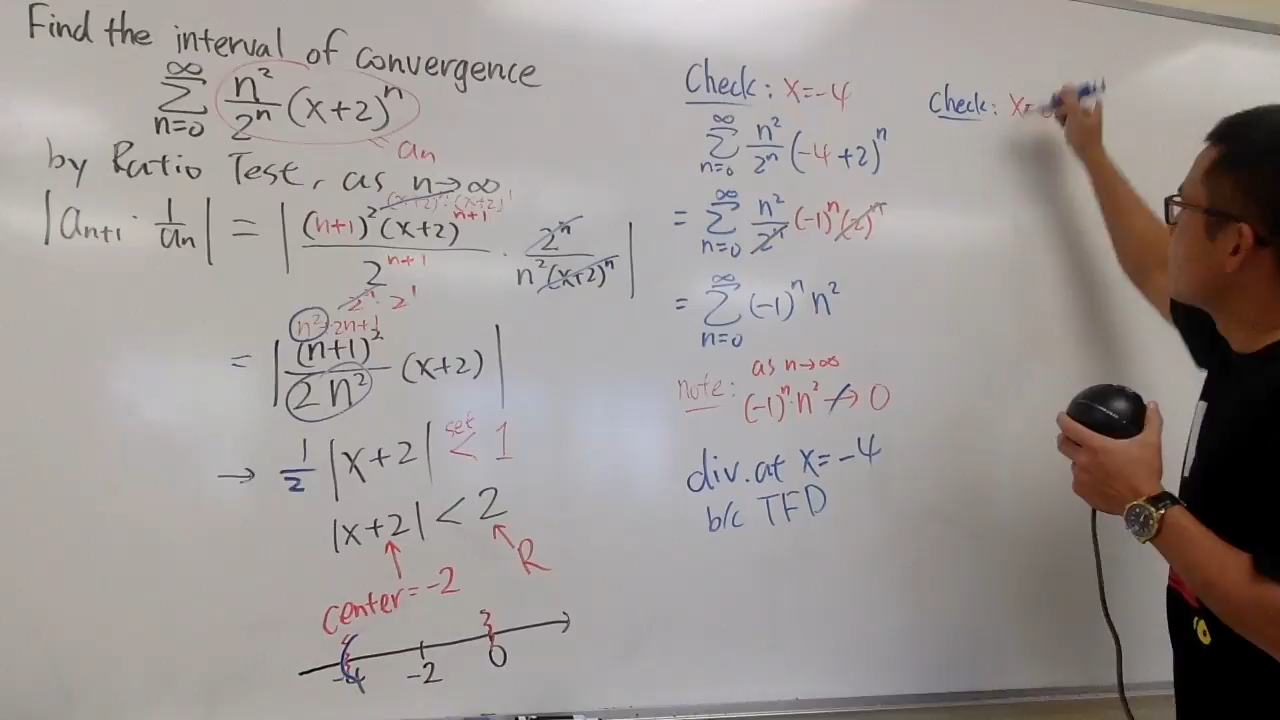 Find the interval of convergence
∞ ∑ n=0 n²/2ⁿ (x+2)ⁿ
an
by Ratio Test, as n→∞
(x+2)ⁿ·(x+2)¹
|an+1 · 1/an| = | (n+1)²(x+2)ⁿ⁺¹ / 2ⁿ⁺¹ · 2ⁿ / n²(x+2)ⁿ |
2ⁿ·2¹
n²+2n+1
= | (n+1)² / 2n² (x+2) |
→ 1/2 |x+2| set < 1
|x+2| < 2
R
center=-2
-4 -2 0
Check: x=-4
∞ ∑ n=0 n²/2ⁿ (-4+2)ⁿ
= ∞ ∑ n=0 n²/2ⁿ (-1)ⁿ(2)ⁿ
= ∞ ∑ n=0 (-1)ⁿ n²
as n→∞
note: (-1)ⁿ·n² ↛ 0
div. at x=-4
b/c TFD
Check: x=